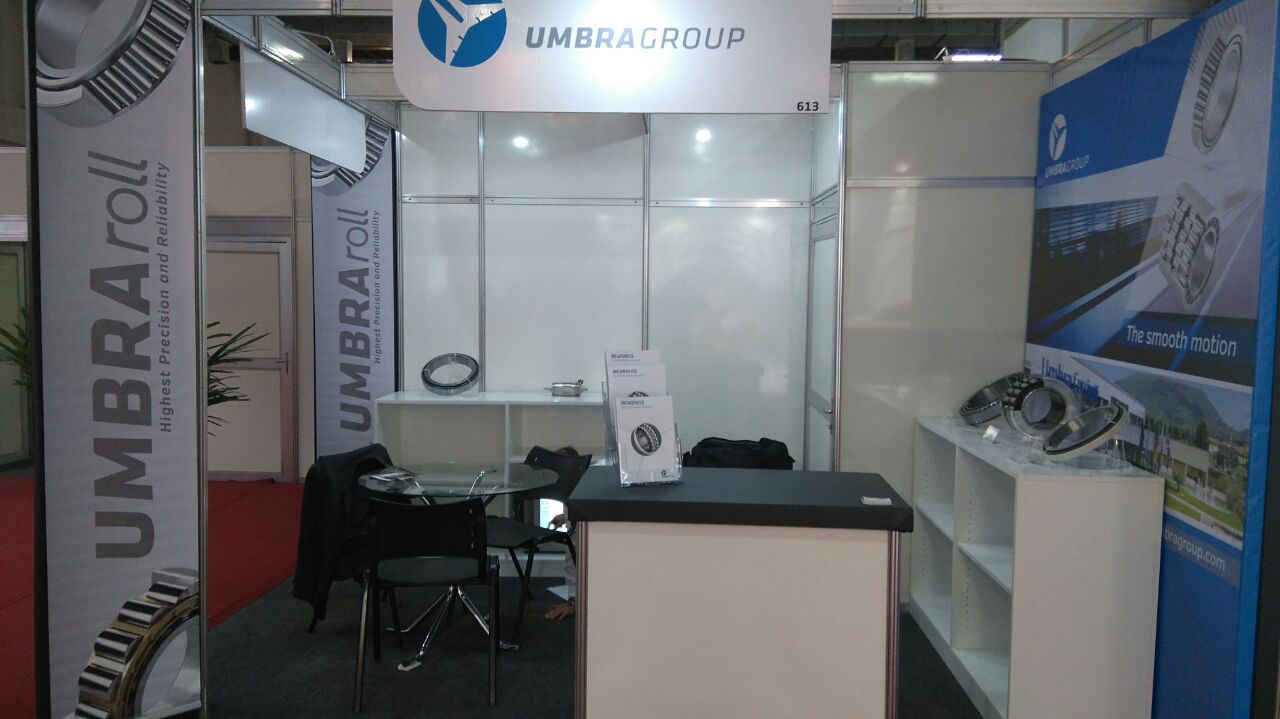 UMBRAGROUP
613
UMBRAroll
Highest Precision and Reliability
UMBRAroll
Highest Precision and Reliability
UMBRAGROUP
The smooth motion
bragroup.com
BEARINGS
BEARINGS
BEARINGS